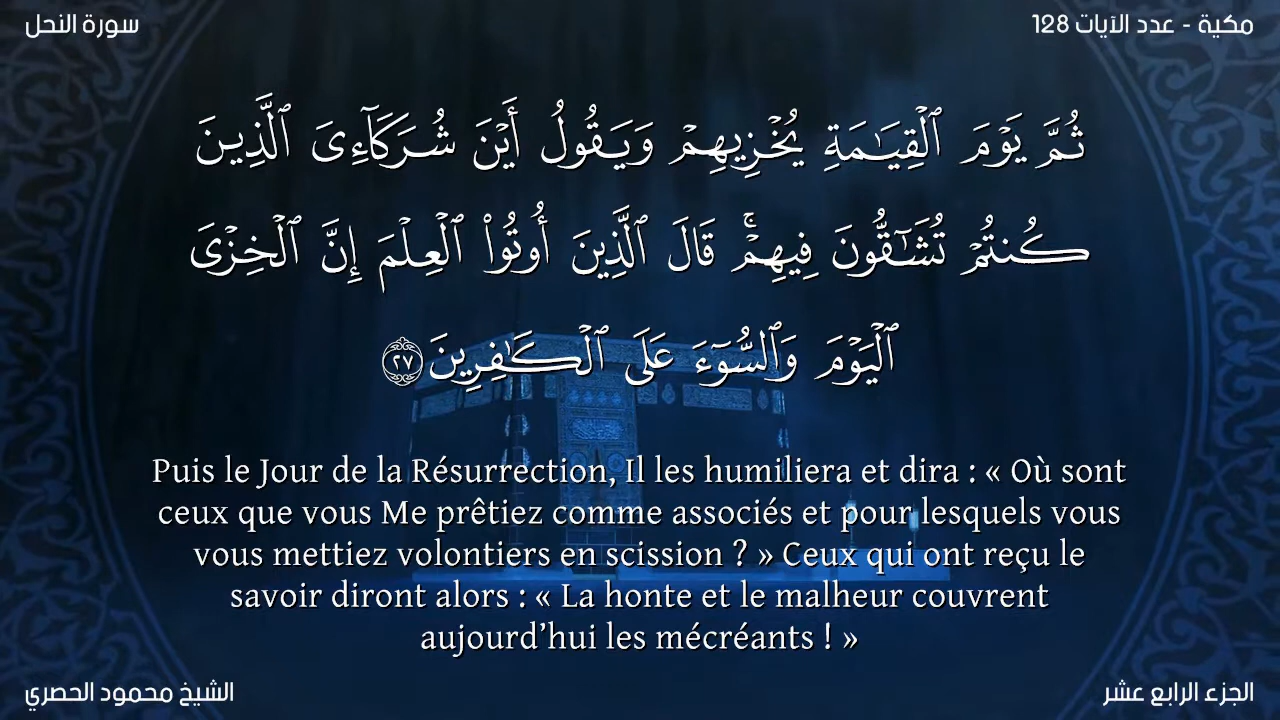 مكية - عدد الآيات 128
سورة النحل
ثُمَّ يَوْمَ ٱلْقِيَـٰمَةِ يُخْزِيهِمْ وَيَقُولُ أَيْنَ شُرَكَآءِىَ ٱلَّذِينَ
كُنتُمْ تُشَـٰٓقُّونَ فِيهِمْ ۚ قَالَ ٱلَّذِينَ أُوتُوا۟ ٱلْعِلْمَ إِنَّ ٱلْخِزْىَ
ٱلْيَوْمَ وَٱلسُّوٓءَ عَلَى ٱلْكَـٰفِرِينَ ٢٧
Puis le Jour de la Résurrection, Il les humiliera et dira : « Où sont
ceux que vous Me prêtiez comme associés et pour lesquels vous
vous mettiez volontiers en scission ? » Ceux qui ont reçu le
savoir diront alors : « La honte et le malheur couvrent
aujourd’hui les mécréants ! »
الجزء الرابع عشر
الشيخ محمود الحصري